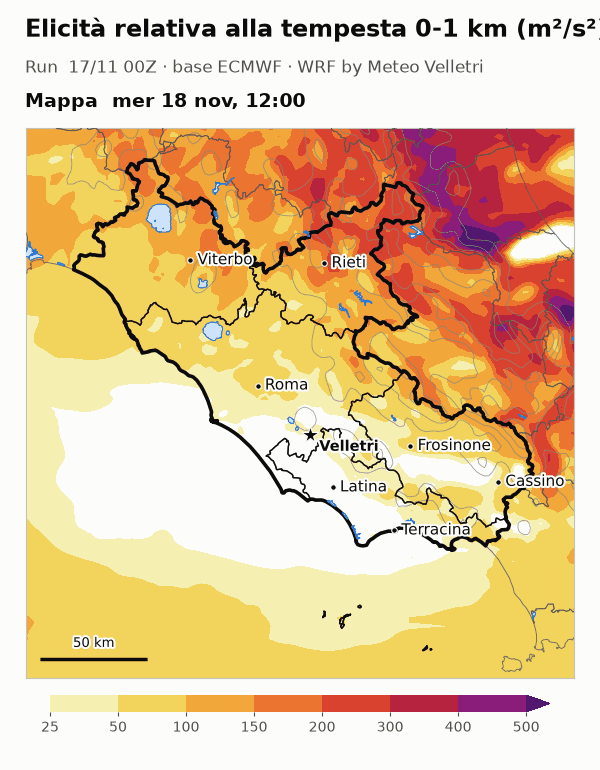 Elicità relativa alla tempesta 0-1 km (m²/s²)
Run  17/11 00Z · base ECMWF · WRF by Meteo Velletri
Mappa  mer 18 nov, 12:00
Viterbo
Rieti
Roma
Velletri
Frosinone
Cassino
Latina
Terracina
50 km
25 50 100 150 200 300 400 500